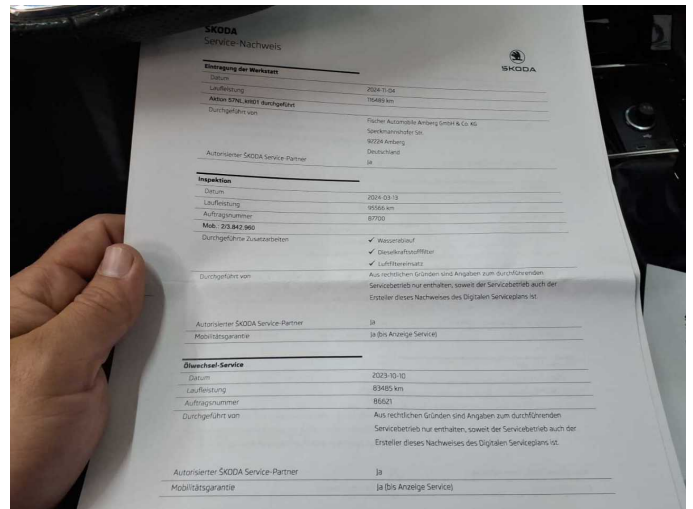 SKODA
Service-Nachweis
SKODA
Eintragung der Werkstatt
Datum 2024-11-04
Laufleistung 116489 km
Aktion 57NL, krit01 durchgeführt
Durchgeführt von Fischer Automobile Amberg GmbH & Co. KG
Speckmannshofer Str.
92224 Amberg
Deutschland
Autorisierter ŠKODA Service-Partner Ja
Inspektion
Datum 2024-03-13
Laufleistung 95566 km
Auftragsnummer 87700
Mob.: 2/3.842.960
Durchgeführte Zusatzarbeiten ✓ Wasserablauf
✓ Dieselkraftstofffilter
✓ Luftfiltereinsatz
Durchgeführt von Aus rechtlichen Gründen sind Angaben zum durchführenden
Servicebetrieb nur enthalten, soweit der Servicebetrieb auch der
Ersteller dieses Nachweises des Digitalen Serviceplans ist.
Autorisierter ŠKODA Service-Partner Ja
Mobilitätsgarantie Ja (bis Anzeige Service)
Ölwechsel-Service
Datum 2023-10-10
Laufleistung 83485 km
Auftragsnummer 86621
Durchgeführt von Aus rechtlichen Gründen sind Angaben zum durchführenden
Servicebetrieb nur enthalten, soweit der Servicebetrieb auch der
Ersteller dieses Nachweises des Digitalen Serviceplans ist.
Autorisierter ŠKODA Service-Partner Ja
Mobilitätsgarantie Ja (bis Anzeige Service)